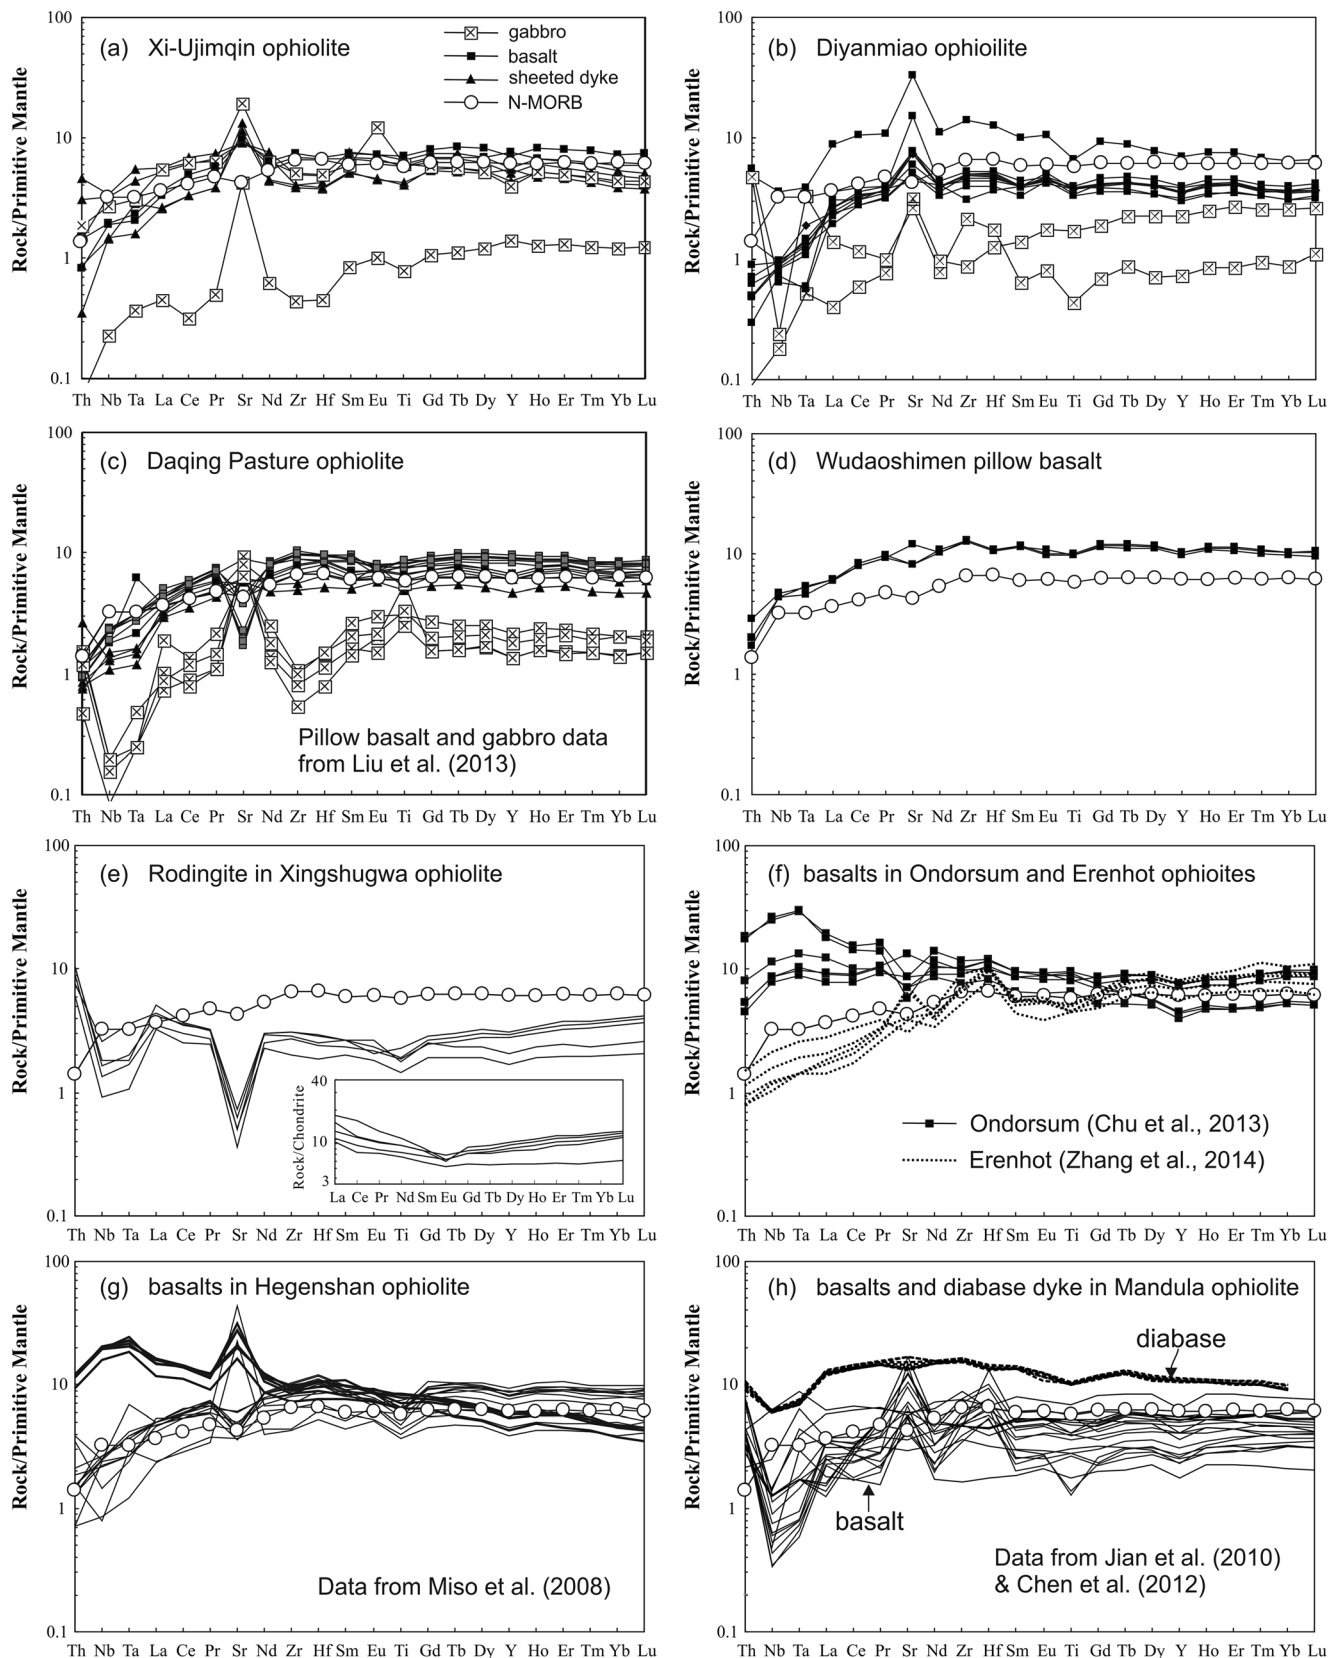 100
10
1
0.1
Rock/Primitive Mantle
(a) Xi-Ujimqin ophiolite
gabbro
basalt
sheeted dyke
N-MORB
Th Nb Ta La Ce Pr Sr Nd Zr Hf Sm Eu Ti Gd Tb Dy Y Ho Er Tm Yb Lu
100
10
1
0.1
Rock/Primitive Mantle
(b) Diyanmiao ophioilite
Th Nb Ta La Ce Pr Sr Nd Zr Hf Sm Eu Ti Gd Tb Dy Y Ho Er Tm Yb Lu
100
10
1
0.1
Rock/Primitive Mantle
(c) Daqing Pasture ophiolite
Pillow basalt and gabbro data
from Liu et al. (2013)
Th Nb Ta La Ce Pr Sr Nd Zr Hf Sm Eu Ti Gd Tb Dy Y Ho Er Tm Yb Lu
100
10
1
0.1
Rock/Primitive Mantle
(d) Wudaoshimen pillow basalt
Th Nb Ta La Ce Pr Sr Nd Zr Hf Sm Eu Ti Gd Tb Dy Y Ho Er Tm Yb Lu
100
10
1
0.1
Rock/Primitive Mantle
(e) Rodingite in Xingshugwa ophiolite
40
10
3
Rock/Chondrite
La Ce Pr Nd Sm Eu Gd Tb Dy Ho Er Tm Yb Lu
Th Nb Ta La Ce Pr Sr Nd Zr Hf Sm Eu Ti Gd Tb Dy Y Ho Er Tm Yb Lu
100
10
1
0.1
Rock/Primitive Mantle
(f) basalts in Ondorsum and Erenhot ophioites
Ondorsum (Chu et al., 2013)
Erenhot (Zhang et al., 2014)
Th Nb Ta La Ce Pr Sr Nd Zr Hf Sm Eu Ti Gd Tb Dy Y Ho Er Tm Yb Lu
100
10
1
0.1
Rock/Primitive Mantle
(g) basalts in Hegenshan ophiolite
Data from Miso et al. (2008)
Th Nb Ta La Ce Pr Sr Nd Zr Hf Sm Eu Ti Gd Tb Dy Y Ho Er Tm Yb Lu
100
10
1
0.1
Rock/Primitive Mantle
(h) basalts and diabase dyke in Mandula ophiolite
diabase
basalt
Data from Jian et al. (2010)
& Chen et al. (2012)
Th Nb Ta La Ce Pr Sr Nd Zr Hf Sm Eu Ti Gd Tb Dy Y Ho Er Tm Yb Lu